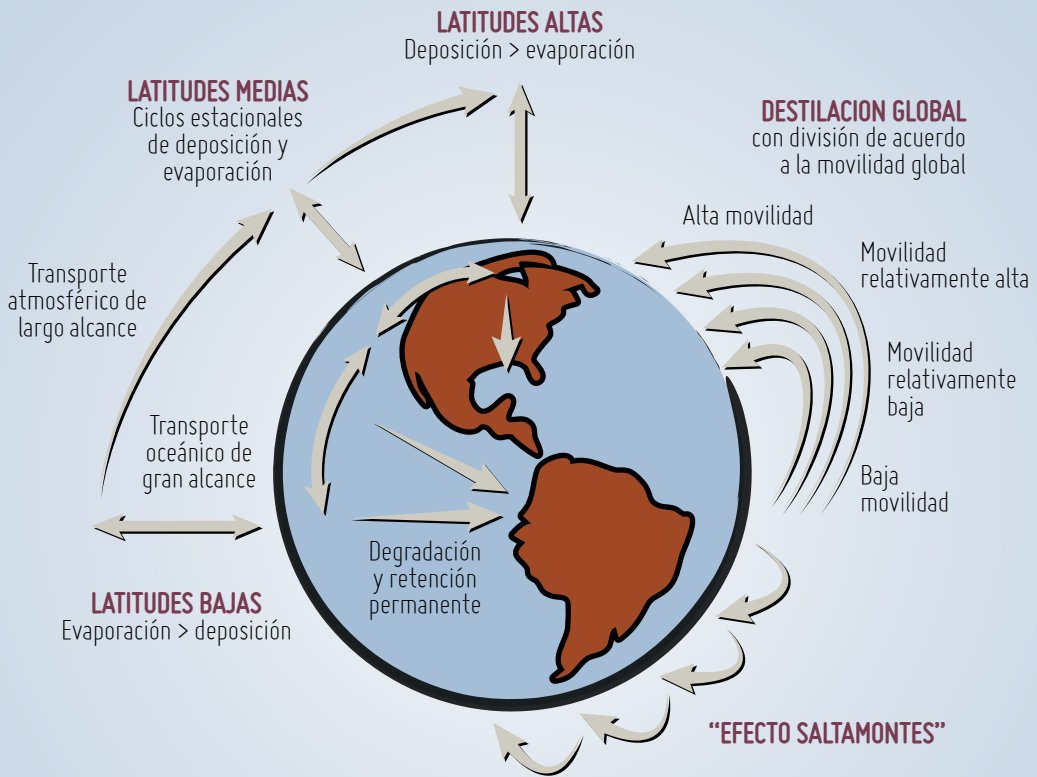 LATITUDES ALTAS
Deposición > evaporación
LATITUDES MEDIAS
Ciclos estacionales
de deposición y
evaporación
DESTILACION GLOBAL
con división de acuerdo
a la movilidad global
Alta movilidad
Movilidad
relativamente alta
Movilidad
relativamente
baja
Baja
movilidad
Transporte
atmosférico de
largo alcance
Transporte
oceánico de
gran alcance
Degradación
y retención
permanente
LATITUDES BAJAS
Evaporación > deposición
“EFECTO SALTAMONTES”